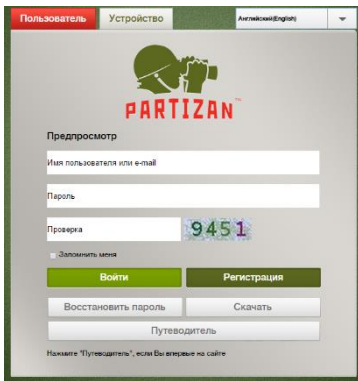 Пользователь Устройство Английский(English)
PARTIZAN™
Предпросмотр
Имя пользователя или e-mail
Пароль
Проверка 9451
Запомнить меня
Войти Регистрация
Восстановить пароль Скачать
Путеводитель
Нажмите "Путеводитель", если Вы впервые на сайте